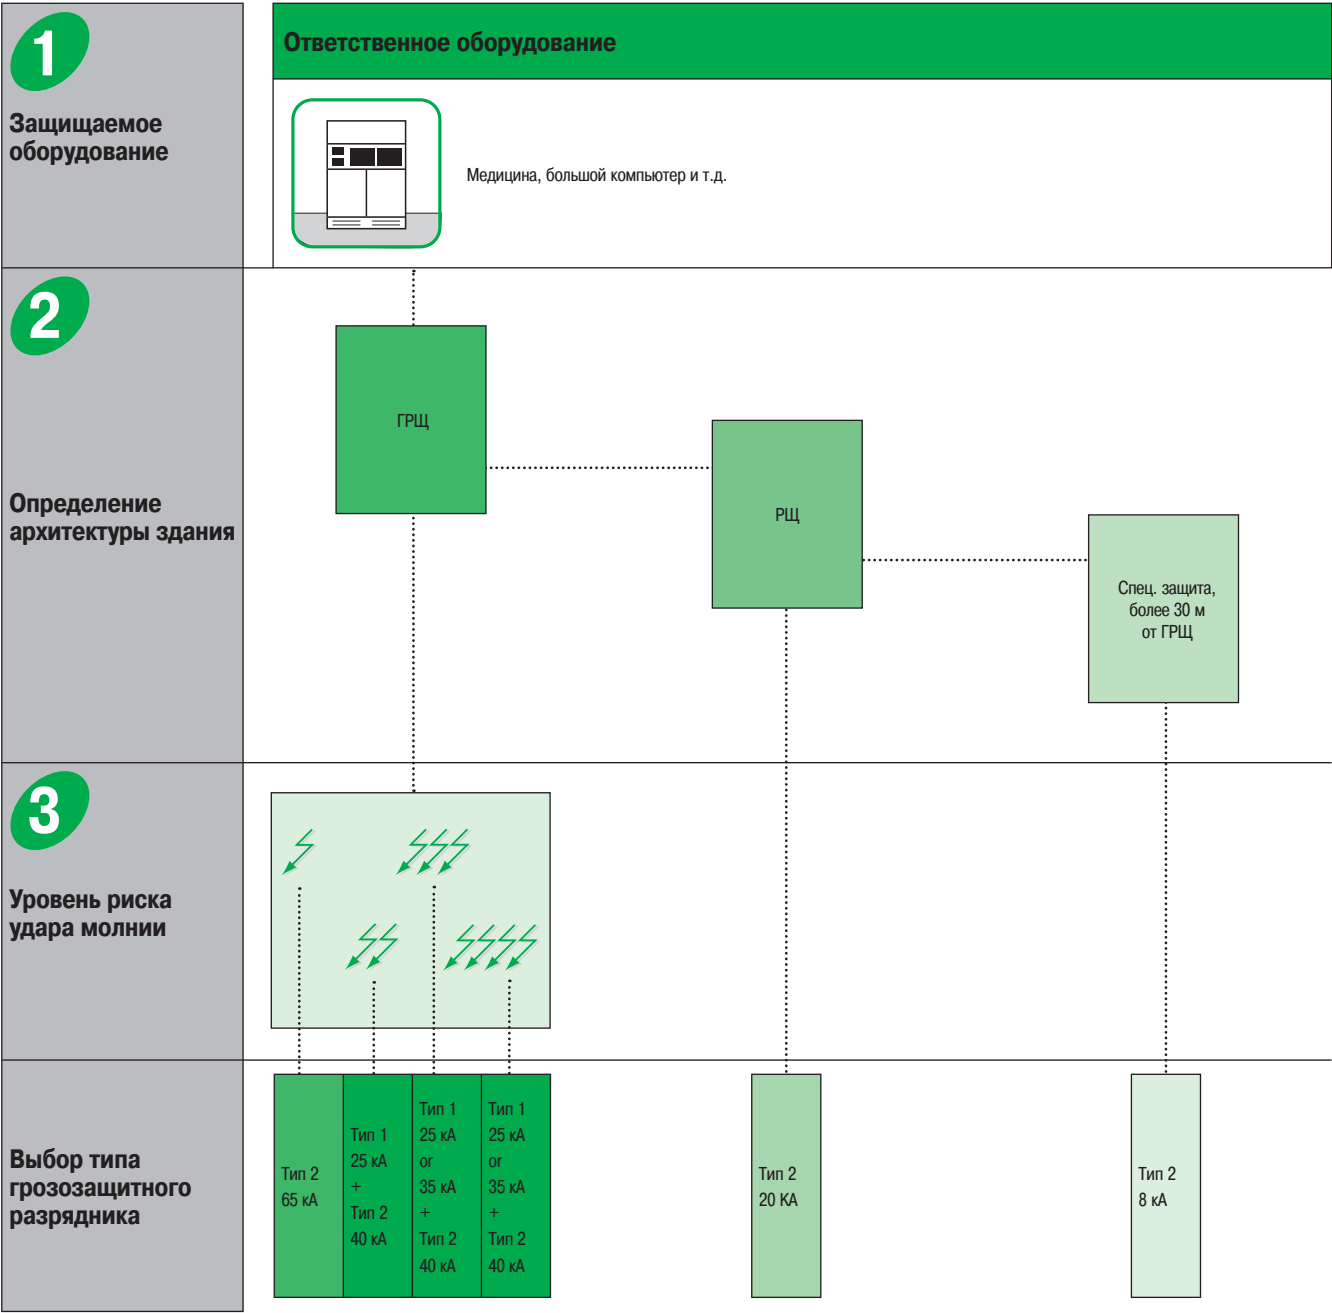 1
Защищаемое
оборудование
Ответственное оборудование
Медицина, большой компьютер и т.д.
2
Определение
архитектуры здания
ГРЩ
РЩ
Спец. защита,
более 30 м
от ГРЩ
3
Уровень риска
удара молнии
Выбор типа
грозозащитного
разрядника
Тип 2
65 кА
Тип 1
25 кА
+
Тип 2
40 кА
Тип 1
25 кА
or
35 кА
+
Тип 2
40 кА
Тип 1
25 кА
or
35 кА
+
Тип 2
40 кА
Тип 2
20 КА
Тип 2
8 кА